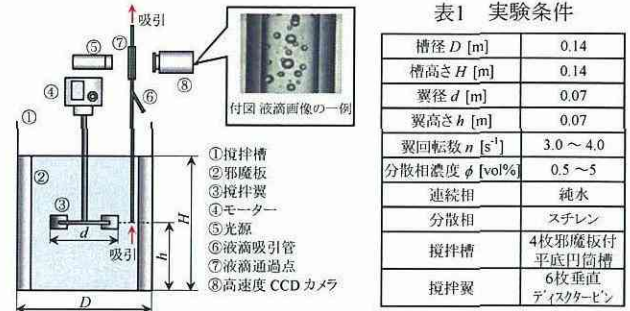 吸引
⑤
⑦
④
⑧
⑥
①
付図 液滴画像の一例
②
③
d
吸引
h
H
D
①撹拌槽
②邪魔板
③撹拌翼
④モーター
⑤光源
⑥液滴吸引管
⑦液滴通過点
⑧高速度 CCD カメラ
表1 実験条件
槽径 D [m] 0.14
槽高さ H [m] 0.14
翼径 d [m] 0.07
翼高さ h [m] 0.07
翼回転数 n [s⁻¹] 3.0 ~ 4.0
分散相濃度 ϕ [vol%] 0.5 ~5
連続相 純水
分散相 スチレン
撹拌槽 4枚邪魔板付
平底円筒槽
撹拌翼 6枚垂直
ディスクタービン